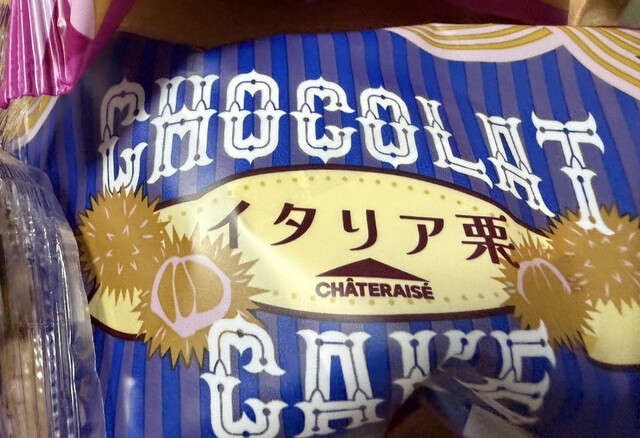 CHOCOLAT
イタリア栗
CHÂTERAISÉ
CAKE